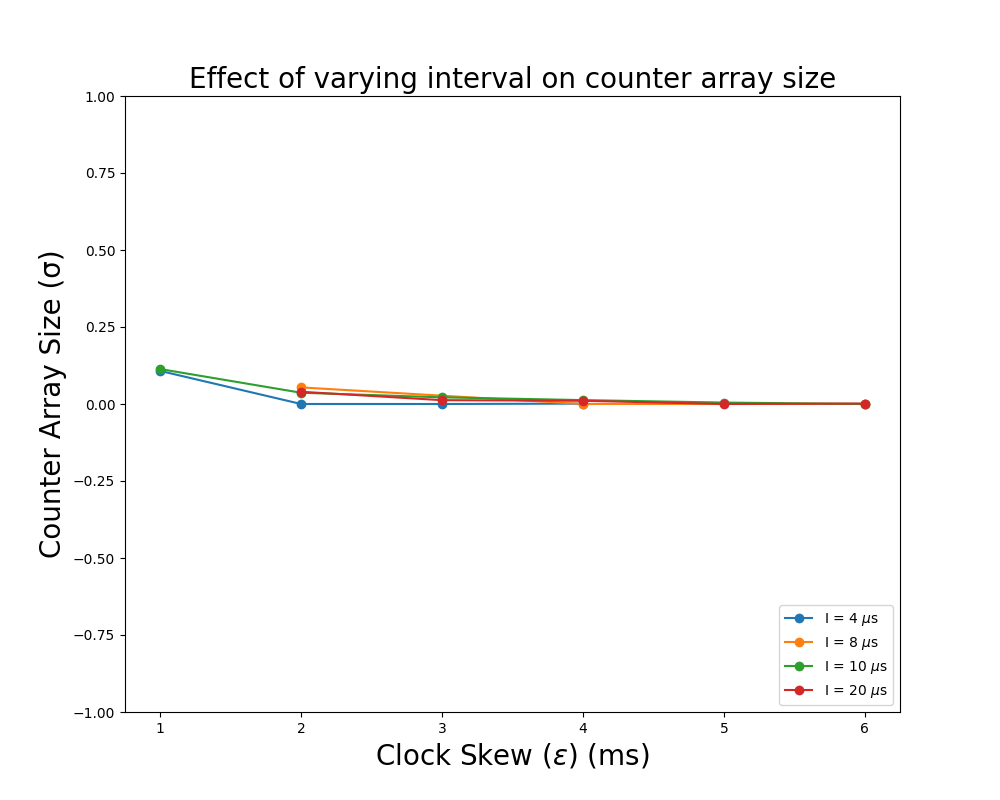 Effect of varying interval on counter array size
Counter Array Size (σ)
1.00
0.75
0.50
0.25
0.00
−0.25
−0.50
−0.75
−1.00
1 2 3 4 5 6
Clock Skew (ε) (ms)
I = 4 μs
I = 8 μs
I = 10 μs
I = 20 μs